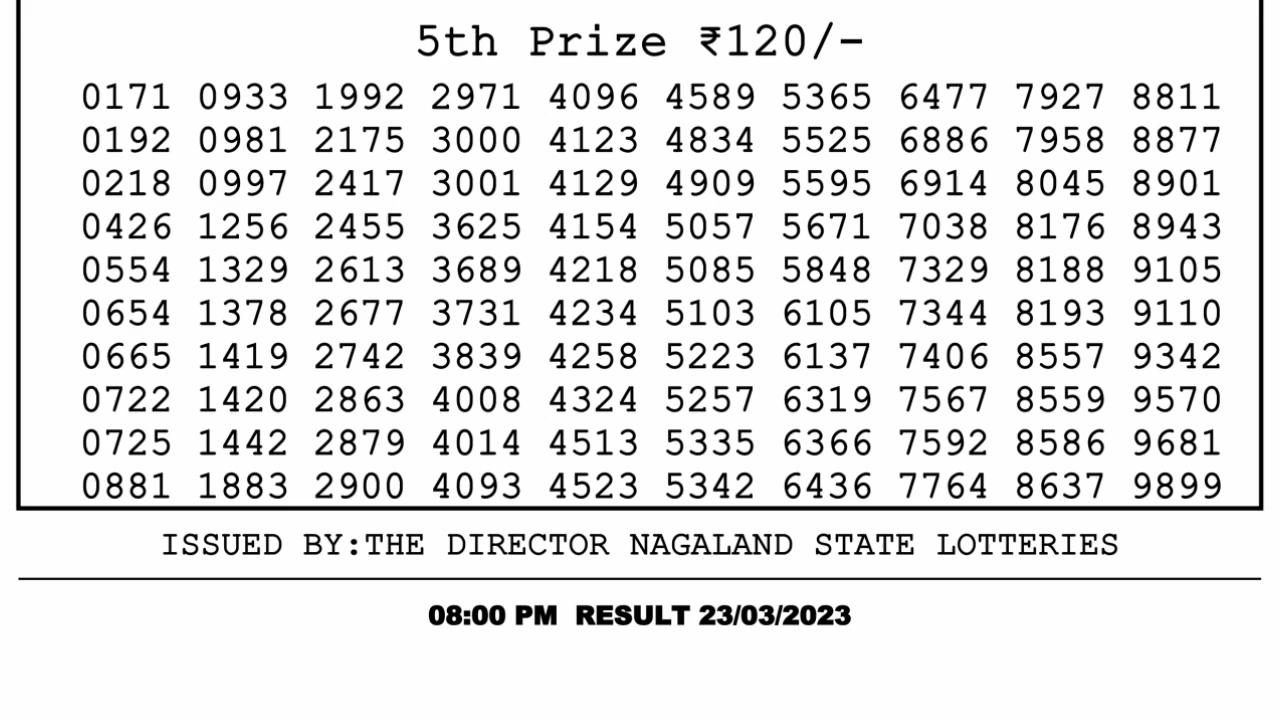 5th Prize ₹120/-
0171 0933 1992 2971 4096 4589 5365 6477 7927 8811
0192 0981 2175 3000 4123 4834 5525 6886 7958 8877
0218 0997 2417 3001 4129 4909 5595 6914 8045 8901
0426 1256 2455 3625 4154 5057 5671 7038 8176 8943
0554 1329 2613 3689 4218 5085 5848 7329 8188 9105
0654 1378 2677 3731 4234 5103 6105 7344 8193 9110
0665 1419 2742 3839 4258 5223 6137 7406 8557 9342
0722 1420 2863 4008 4324 5257 6319 7567 8559 9570
0725 1442 2879 4014 4513 5335 6366 7592 8586 9681
0881 1883 2900 4093 4523 5342 6436 7764 8637 9899
ISSUED BY:THE DIRECTOR NAGALAND STATE LOTTERIES
08:00 PM RESULT 23/03/2023